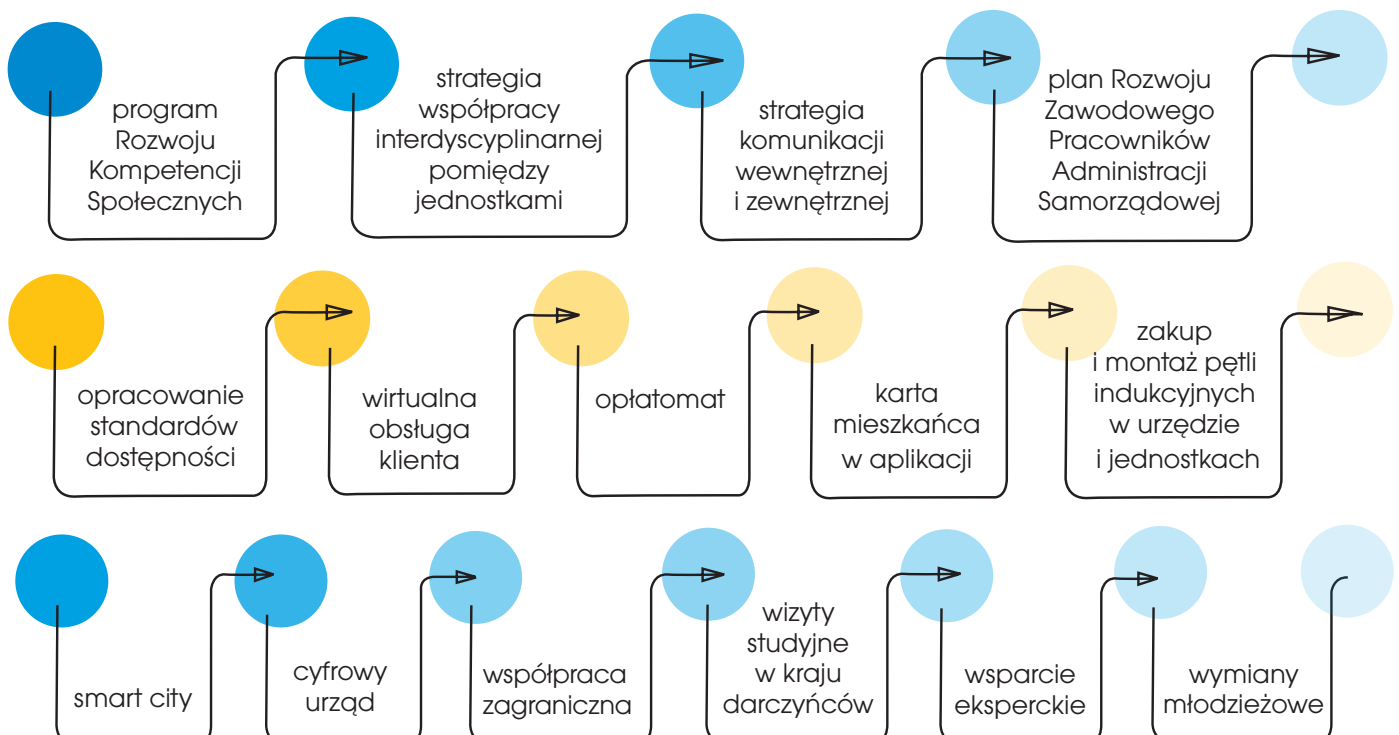 program
Rozwoju
Kompetencji
Społecznych
strategia
współpracy
interdyscyplinarnej
pomiędzy
jednostkami
strategia
komunikacji
wewnętrznej
i zewnętrznej
plan Rozwoju
Zawodowego
Pracowników
Administracji
Samorządowej
opracowanie
standardów
dostępności
wirtualna
obsługa
klienta
opłatomat
karta
mieszkańca
w aplikacji
zakup
i montaż pętli
indukcyjnych
w urzędzie
i jednostkach
smart city
cyfrowy
urząd
współpraca
zagraniczna
wizyty
studyjne
w kraju
darczyńców
wsparcie
eksperckie
wymiany
młodzieżowe